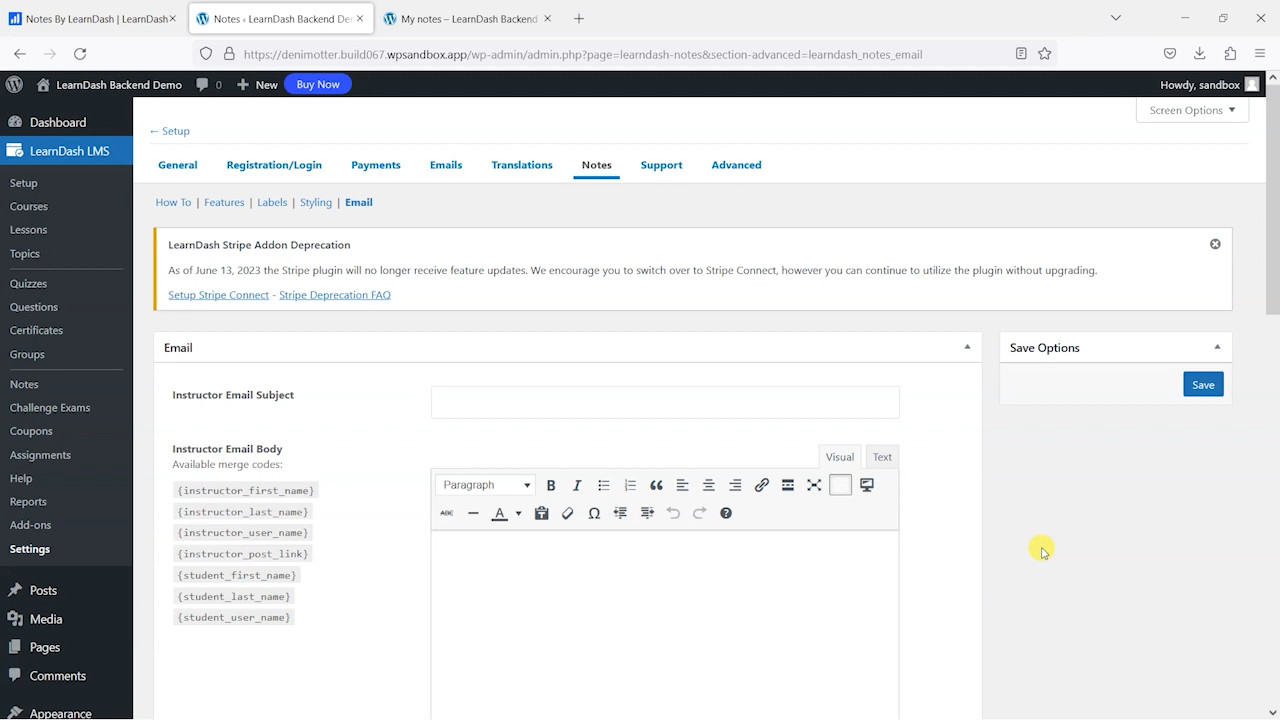 Notes By LearnDash | LearnDash
Notes ‹ LearnDash Backend De
My notes – LearnDash Backend
https://denimotter.build067.wpsandbox.app/wp-admin/admin.php?page=learndash-notes&section-advanced=learndash_notes_email
LearnDash Backend Demo
0
New
Buy Now
Howdy, sandbox
Dashboard
LearnDash LMS
Setup
Courses
Lessons
Topics
Quizzes
Questions
Certificates
Groups
Notes
Challenge Exams
Coupons
Assignments
Help
Reports
Add-ons
Settings
Posts
Media
Pages
Comments
Appearance
Screen Options
← Setup
General
Registration/Login
Payments
Emails
Translations
Notes
Support
Advanced
How To | Features | Labels | Styling | Email
LearnDash Stripe Addon Deprecation
As of June 13, 2023 the Stripe plugin will no longer receive feature updates. We encourage you to switch over to Stripe Connect, however you can continue to utilize the plugin without upgrading.
Setup Stripe Connect - Stripe Deprecation FAQ
Email
Save Options
Save
Instructor Email Subject
Instructor Email Body
Available merge codes:
{instructor_first_name}
{instructor_last_name}
{instructor_user_name}
{instructor_post_link}
{student_first_name}
{student_last_name}
{student_user_name}
Visual
Text
Paragraph
B
I
ABC
A
Ω